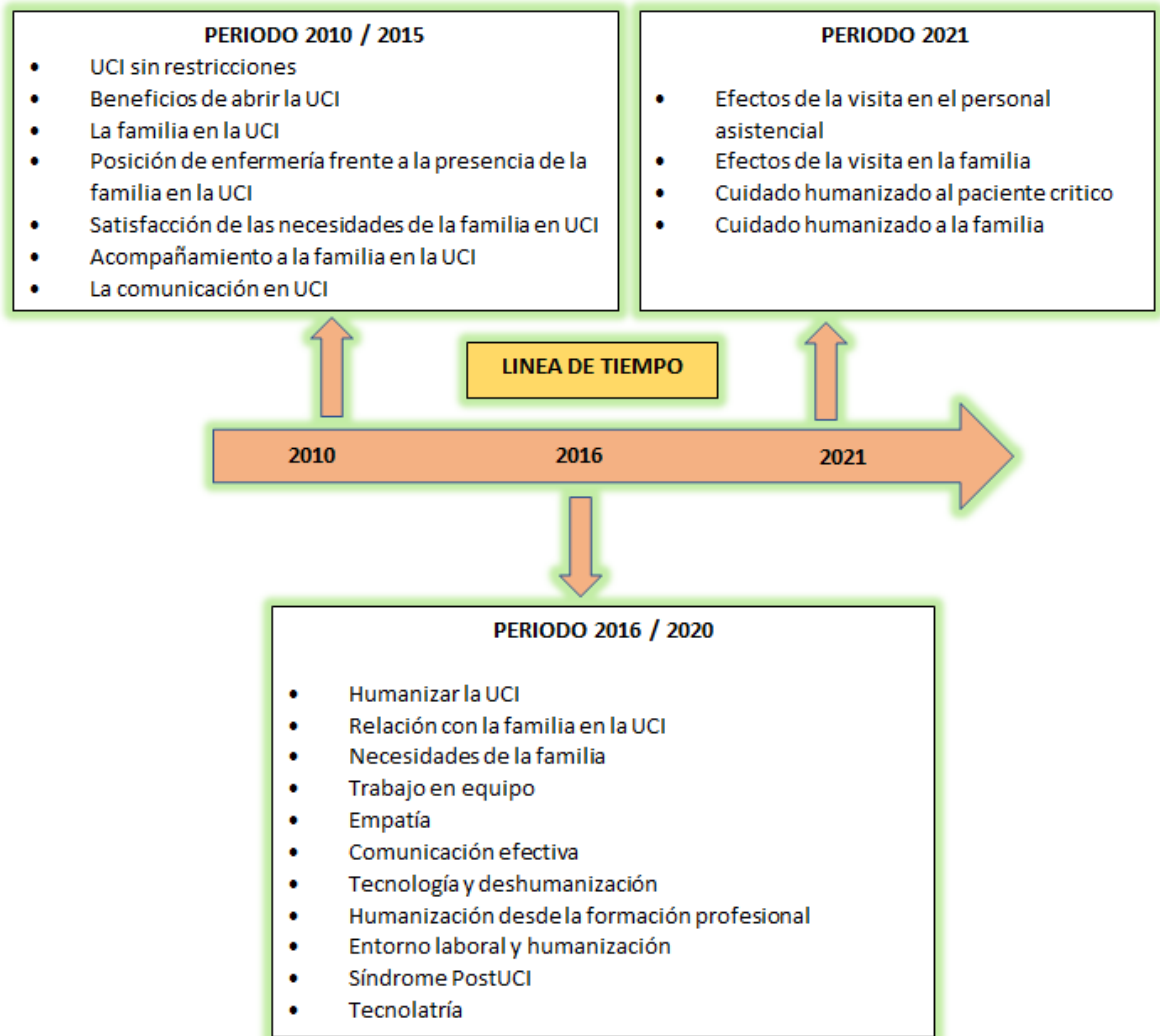 PERIODO 2010 / 2015
• UCI sin restricciones
• Beneficios de abrir la UCI
• La familia en la UCI
• Posición de enfermería frente a la presencia de la
familia en la UCI
• Satisfacción de las necesidades de la familia en UCI
• Acompañamiento a la familia en la UCI
• La comunicación en UCI
PERIODO 2021
• Efectos de la visita en el personal
asistencial
• Efectos de la visita en la familia
• Cuidado humanizado al paciente critico
• Cuidado humanizado a la familia
LINEA DE TIEMPO
2010 2016 2021
PERIODO 2016 / 2020
• Humanizar la UCI
• Relación con la familia en la UCI
• Necesidades de la familia
• Trabajo en equipo
• Empatía
• Comunicación efectiva
• Tecnología y deshumanización
• Humanización desde la formación profesional
• Entorno laboral y humanización
• Síndrome PostUCI
• Tecnolatría